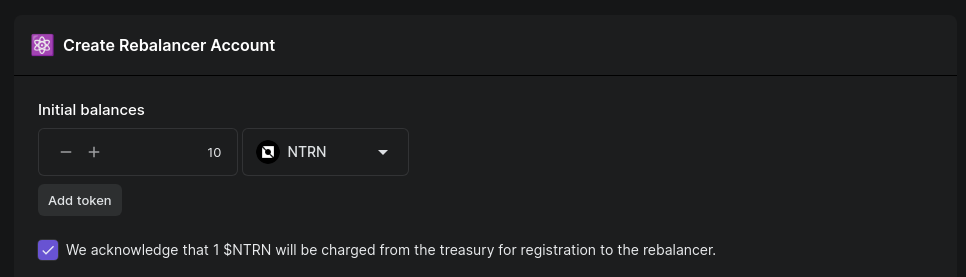 Create Rebalancer Account
Initial balances
10
NTRN
Add token
We acknowledge that 1 $NTRN will be charged from the treasury for registration to the rebalancer.